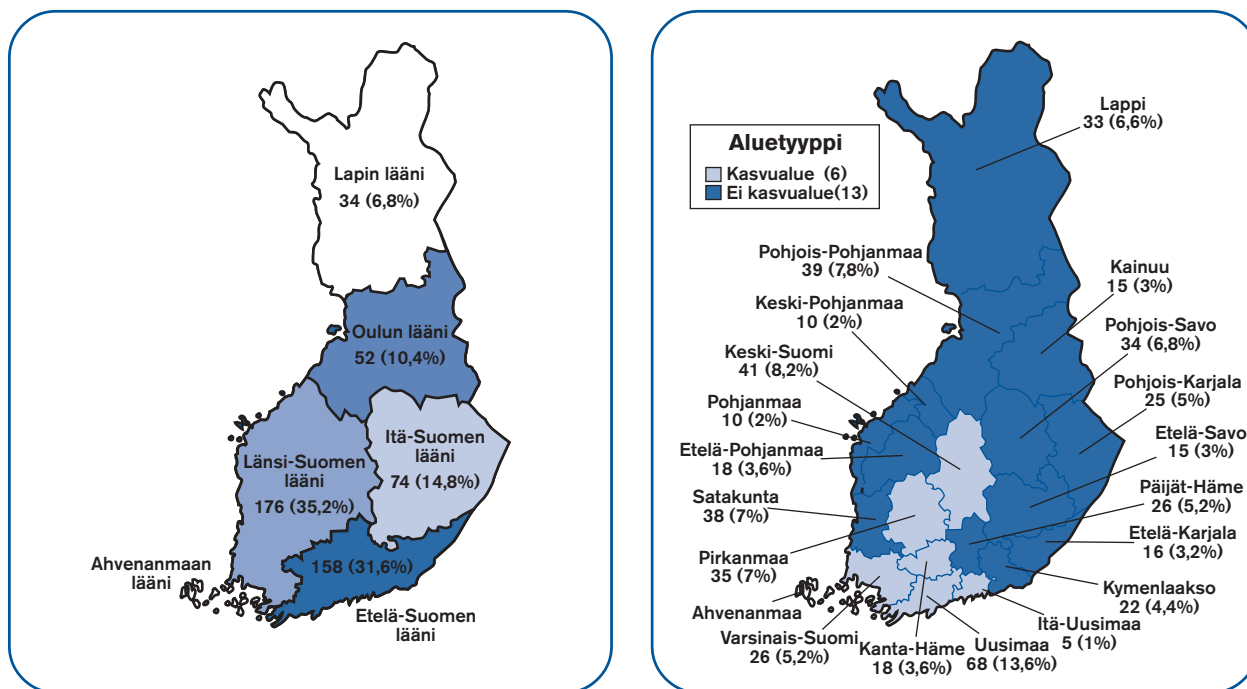 Lapin lääni
34 (6,8%)
Oulun lääni
52 (10,4%)
Itä-Suomen
lääni
74 (14,8%)
Länsi-Suomen
lääni
176 (35,2%)
158 (31,6%)
Ahvenanmaan
lääni
Etelä-Suomen
lääni
Aluetyyppi
Kasvualue (6)
Ei kasvualue(13)
Lappi
33 (6,6%)
Pohjois-Pohjanmaa
39 (7,8%)
Kainuu
15 (3%)
Keski-Pohjanmaa
10 (2%)
Pohjois-Savo
34 (6,8%)
Keski-Suomi
41 (8,2%)
Pohjois-Karjala
25 (5%)
Pohjanmaa
10 (2%)
Etelä-Savo
15 (3%)
Etelä-Pohjanmaa
18 (3,6%)
Päijät-Häme
26 (5,2%)
Satakunta
38 (7%)
Etelä-Karjala
16 (3,2%)
Pirkanmaa
35 (7%)
Kymenlaakso
22 (4,4%)
Ahvenanmaa
Itä-Uusimaa
5 (1%)
Varsinais-Suomi
26 (5,2%)
Kanta-Häme
18 (3,6%)
Uusimaa
68 (13,6%)